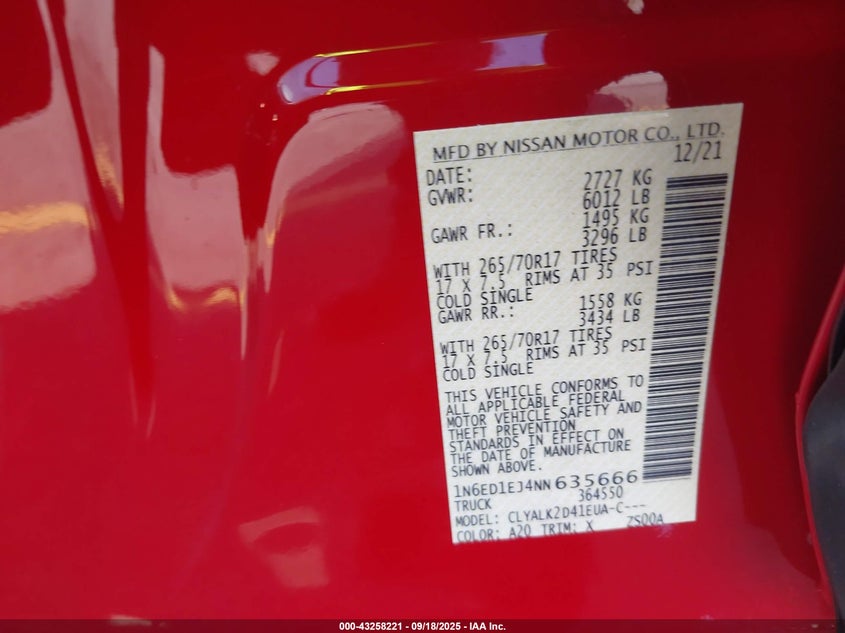 MFD BY NISSAN MOTOR CO., LTD.
DATE: 12/21
GVWR: 2727 KG
6012 LB
GAWR FR.: 1495 KG
3296 LB
WITH 265/70R17 TIRES
17 X 7.5 RIMS AT 35 PSI
COLD SINGLE
GAWR RR.: 1558 KG
3434 LB
WITH 265/70R17 TIRES
17 X 7.5 RIMS AT 35 PSI
COLD SINGLE
THIS VEHICLE CONFORMS TO
ALL APPLICABLE FEDERAL
MOTOR VEHICLE SAFETY AND
THEFT PREVENTION
STANDARDS IN EFFECT ON
THE DATE OF MANUFACTURE
SHOWN ABOVE.
1N6ED1EJ4NN635666
TRUCK 364550
MODEL: CLYALK2D41EUA-C---
COLOR: A20 TRIM: X ZS00A
000-43258221 - 09/18/2025 - IAA Inc.